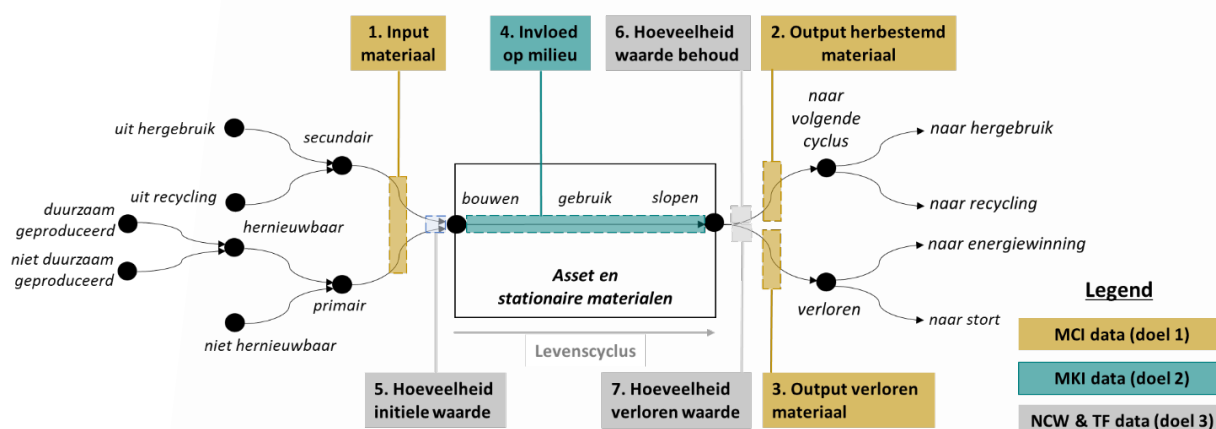 1. Input
materiaal
4. Invloed
op milieu
6. Hoeveelheid
waarde behoud
2. Output herbestemd
materiaal
uit hergebruik
secundair
naar
volgende
cyclus
naar hergebruik
uit recycling
duurzaam
geproduceerd
hernieuwbaar
bouwen
gebruik
slopen
naar recycling
niet duurzaam
geproduceerd
naar energiewinning
Asset en
stationaire materialen
primair
verloren
niet hernieuwbaar
naar stort
Levenscyclus
5. Hoeveelheid
initiele waarde
7. Hoeveelheid
verloren waarde
3. Output verloren
materiaal
Legend
MCI data (doel 1)
MKI data (doel 2)
NCW & TF data (doel 3)